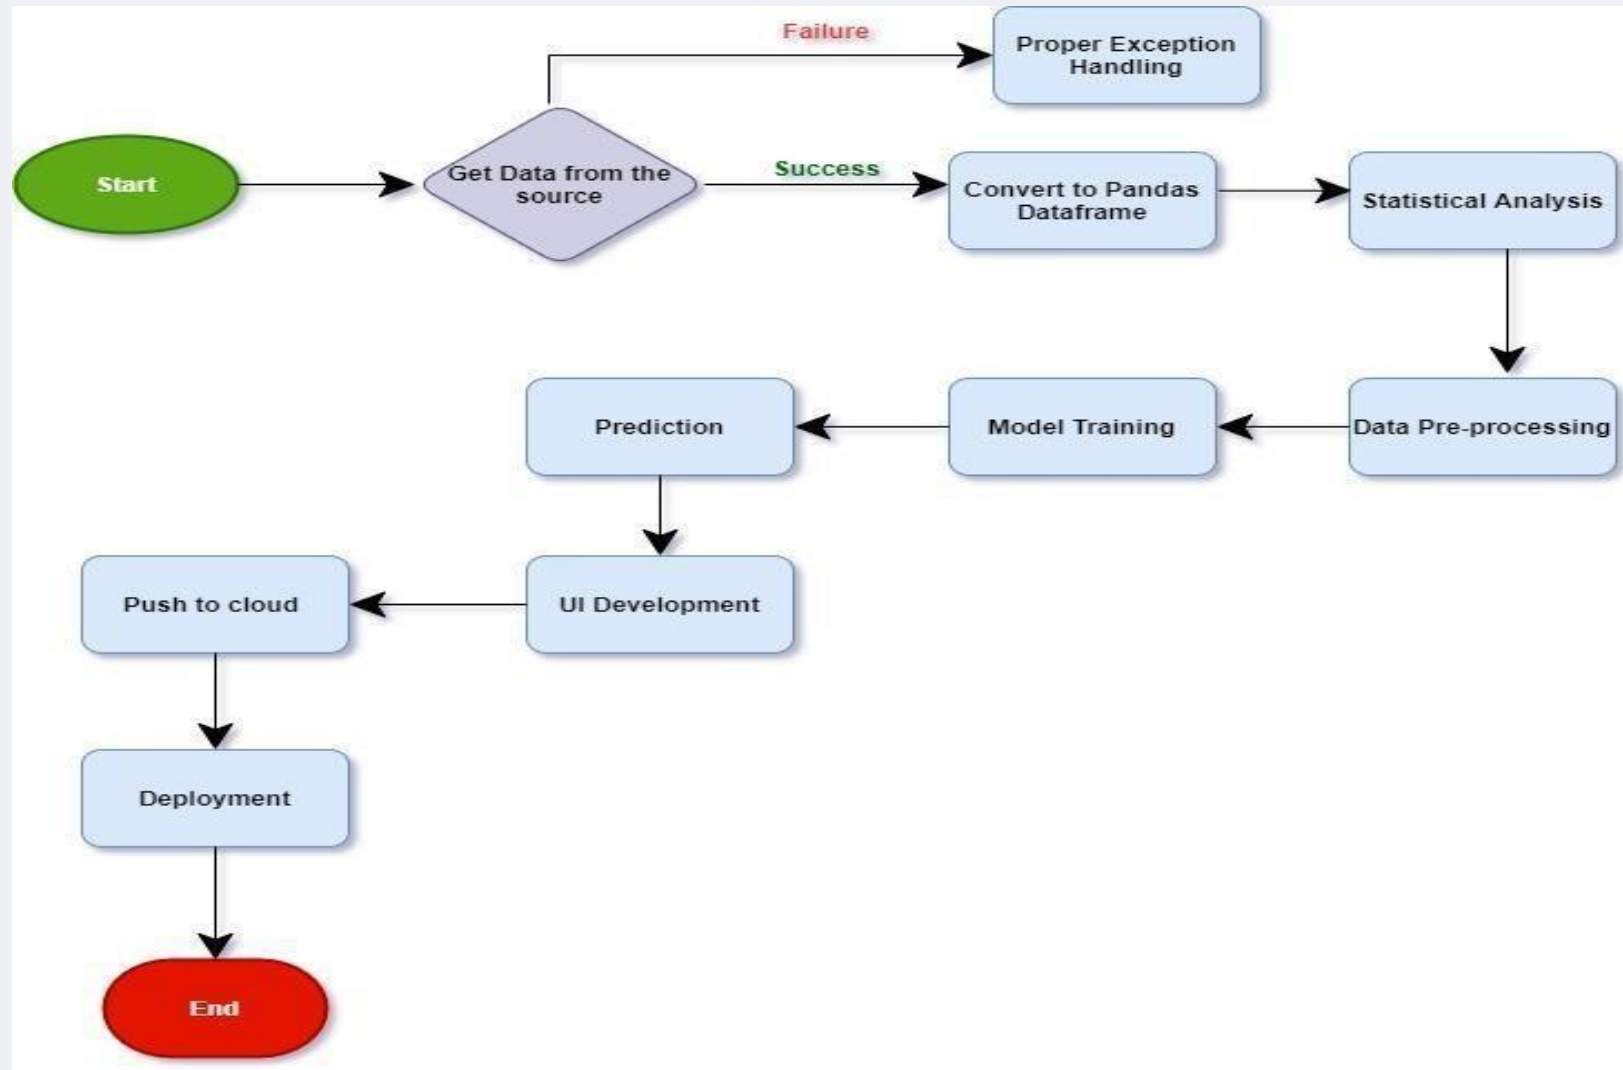 Failure
Proper Exception
Handling
Start
Get Data from the
source
Success
Convert to Pandas
Dataframe
Statistical Analysis
Prediction
Model Training
Data Pre-processing
Push to cloud
UI Development
Deployment
End